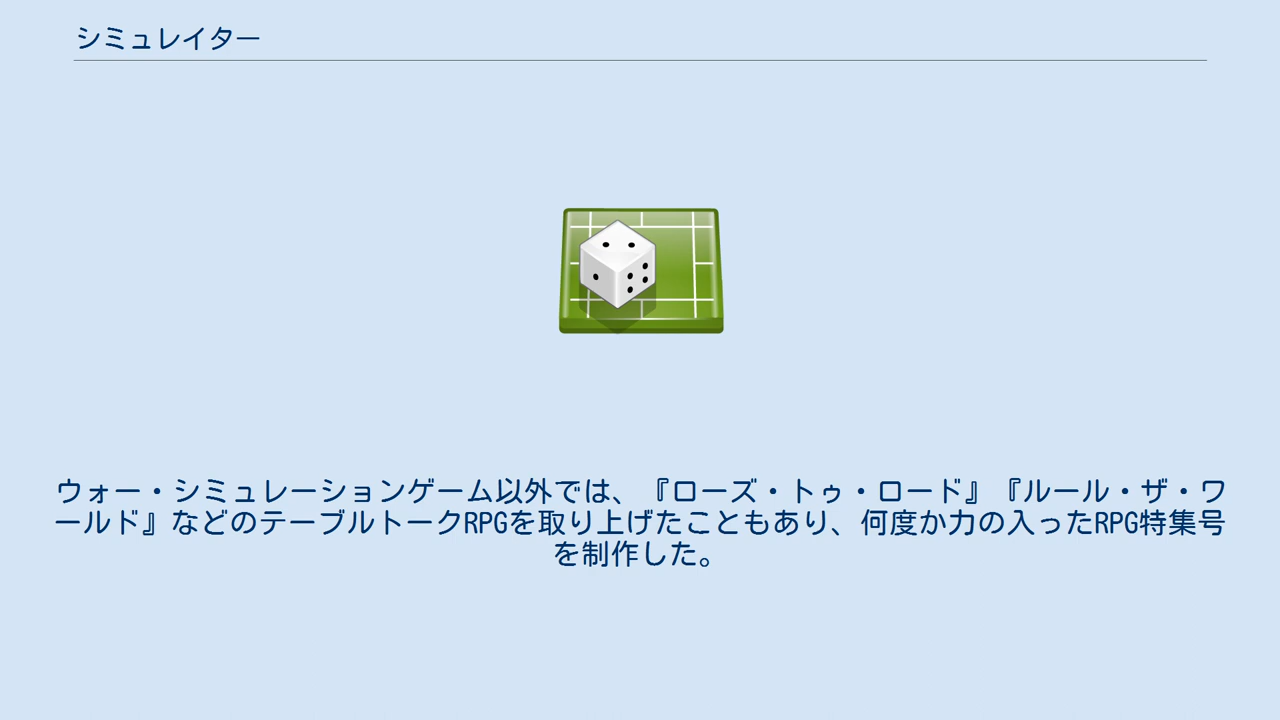 シミュレイター
ウォー・シミュレーションゲーム以外では、『ローズ・トゥ・ロード』『ルール・ザ・ワ
ールド』などのテーブルトークRPGを取り上げたこともあり、何度か力の入ったRPG特集号
を制作した。